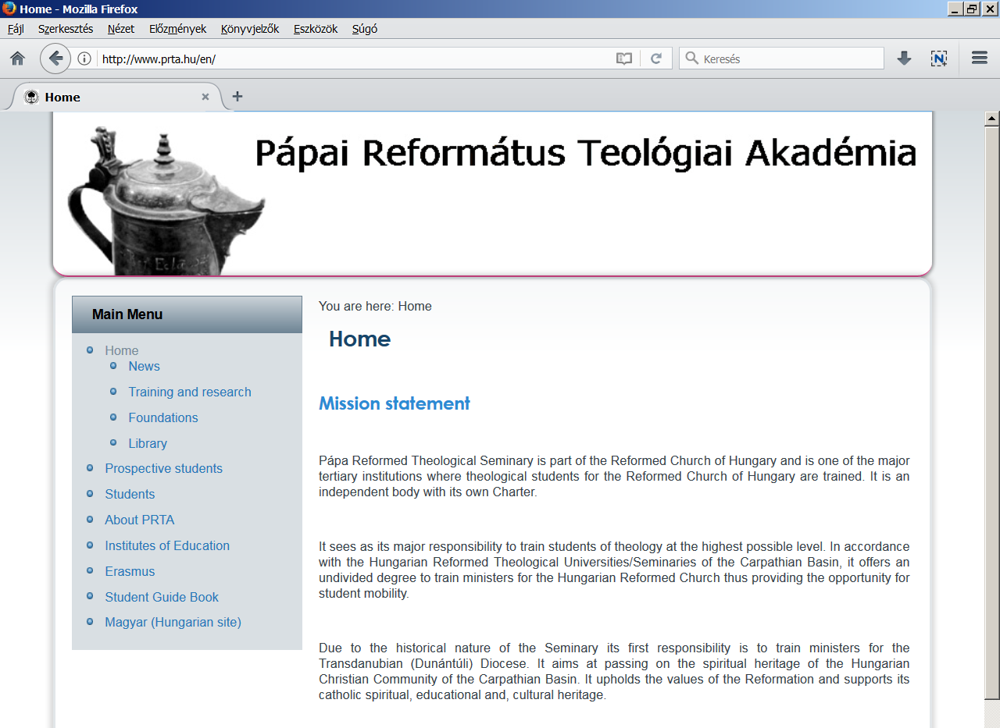 Home - Mozilla Firefox
Fájl Szerkesztés Nézet Előzmények Könyvjelzők Eszközök Súgó
http://www.prta.hu/en/
Keresés
Home
Pápai Református Teológiai Akadémia
Main Menu
Home
News
Training and research
Foundations
Library
Prospective students
Students
About PRTA
Institutes of Education
Erasmus
Student Guide Book
Magyar (Hungarian site)
You are here: Home
Home
Mission statement
Pápa Reformed Theological Seminary is part of the Reformed Church of Hungary and is one of the major
tertiary institutions where theological students for the Reformed Church of Hungary are trained. It is an
independent body with its own Charter.
It sees as its major responsibility to train students of theology at the highest possible level. In accordance
with the Hungarian Reformed Theological Universities/Seminaries of the Carpathian Basin, it offers an
undivided degree to train ministers for the Hungarian Reformed Church thus providing the opportunity for
student mobility.
Due to the historical nature of the Seminary its first responsibility is to train ministers for the
Transdanubian (Dunántúli) Diocese. It aims at passing on the spiritual heritage of the Hungarian
Christian Community of the Carpathian Basin. It upholds the values of the Reformation and supports its
catholic spiritual, educational and, cultural heritage.